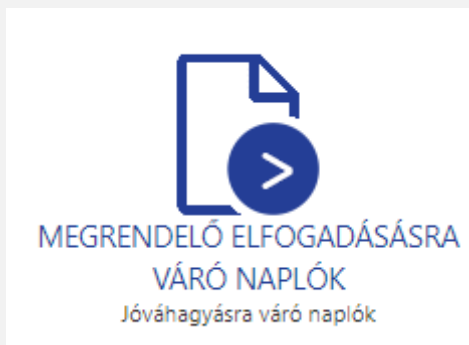 MEGRENDELŐ ELFOGADÁSÁSRA
VÁRÓ NAPLÓK
Jóváhagyásra váró naplók